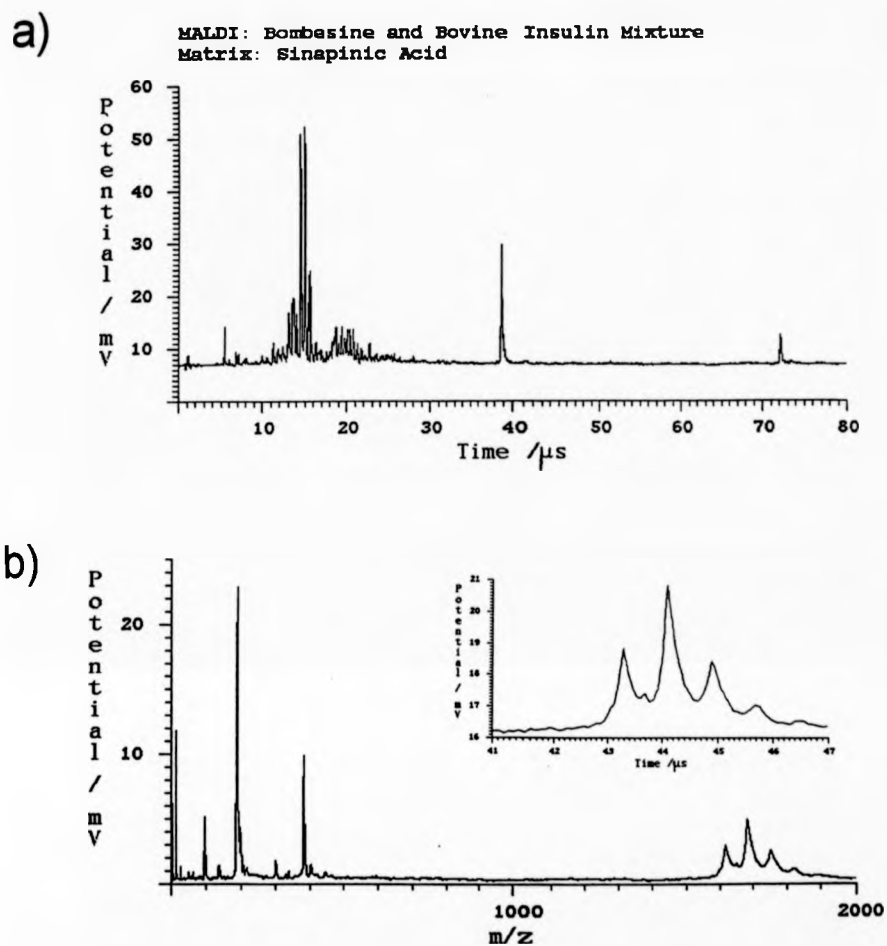 a)
MALDI: Bombesine and Bovine Insulin Mixture
Matrix: Sinapinic Acid
Potential / mV
60
50
40
30
20
10
10 20 30 40 50 60 70 80
Time /μs
b)
Potential / mV
20
10
1000 2000
m/z
Potential / mV
21
20
19
18
17
16
41 42 43 44 45 46 47
Time /μs